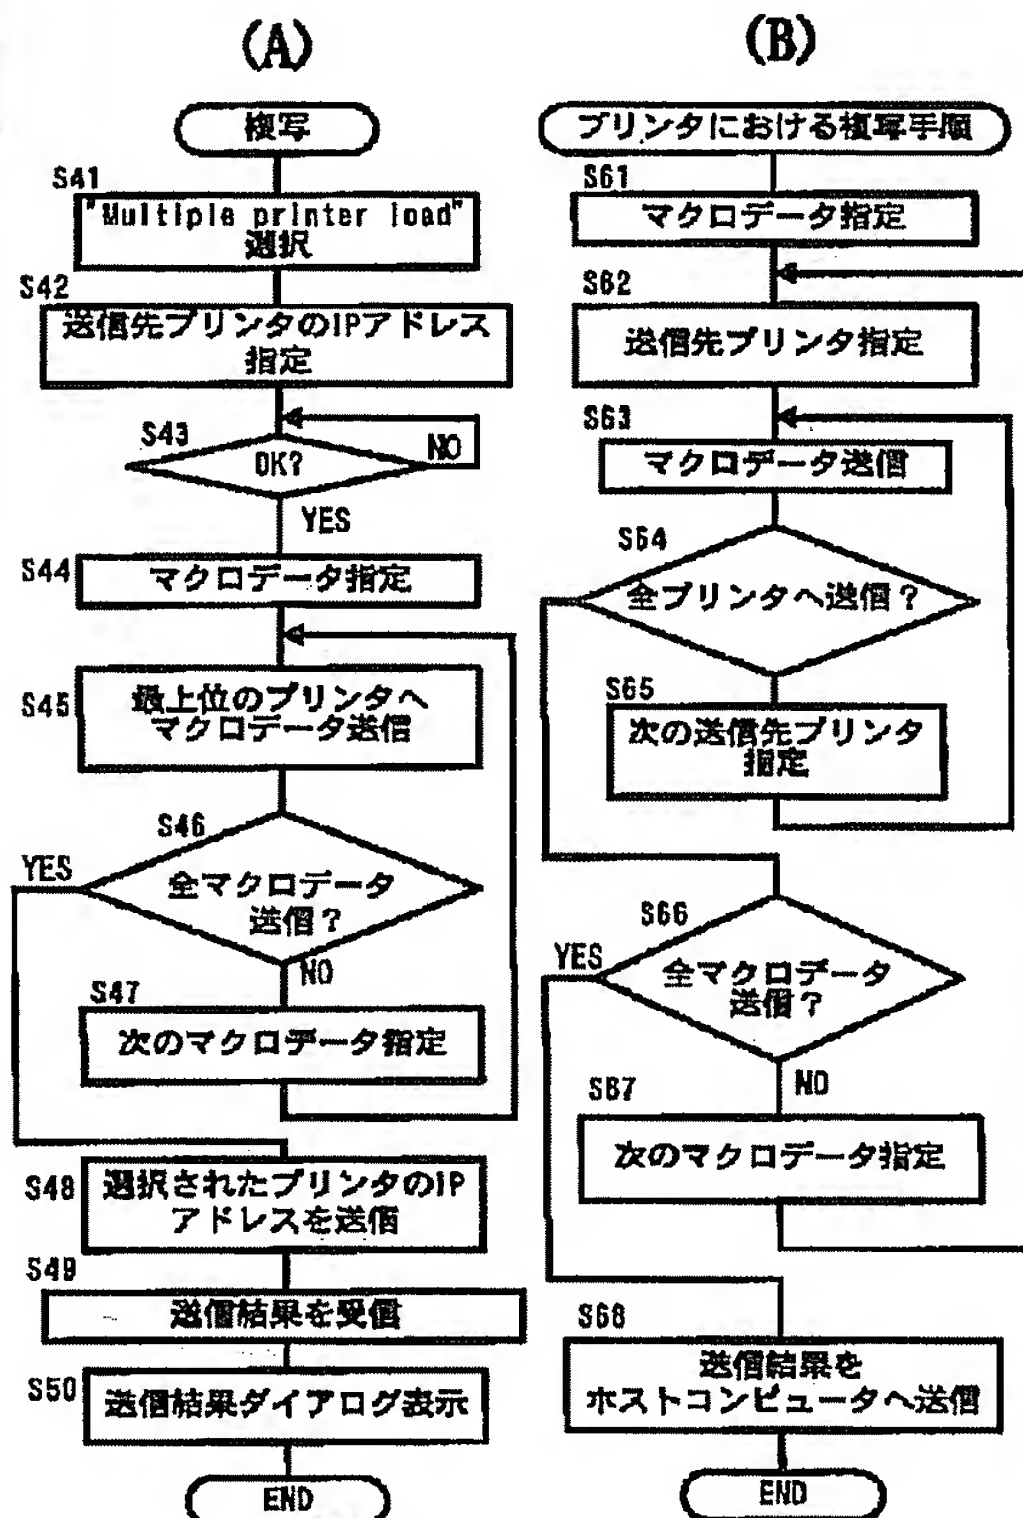 (A)
複写
S41
"Multiple printer load"
選択
S42
送信先プリンタのIPアドレス
指定
S43
OK?
NO
YES
S44
マクロデータ指定
S45
最上位のプリンタへ
マクロデータ送信
S46
YES
全マクロデータ
送信?
NO
S47
次のマクロデータ指定
S48
選択されたプリンタのIP
アドレスを送信
S49
送信結果を受信
S50
送信結果ダイアログ表示
END
(B)
プリンタにおける複写手順
S61
マクロデータ指定
S62
送信先プリンタ指定
S63
マクロデータ送信
S64
全プリンタへ送信?
S65
次の送信先プリンタ
指定
S66
YES
全マクロデータ
送信?
NO
S67
次のマクロデータ指定
S68
送信結果を
ホストコンピュータへ送信
END